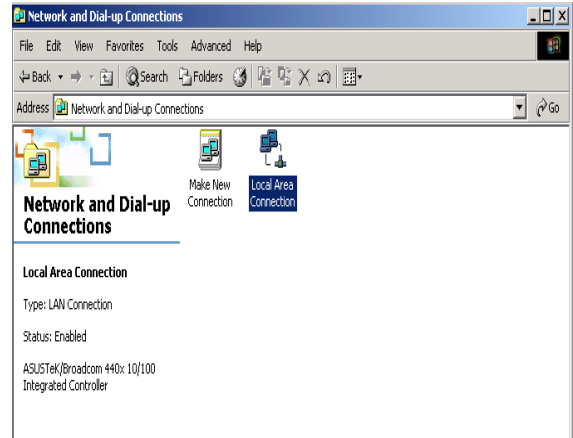 Network and Dial-up Connections
File Edit View Favorites Tools Advanced Help
Back Search Folders
Address Network and Dial-up Connections Go
Make New
Connection
Local Area
Connection
Network and Dial-up
Connections
Local Area Connection
Type: LAN Connection
Status: Enabled
ASUSTeK/Broadcom 440x 10/100
Integrated Controller